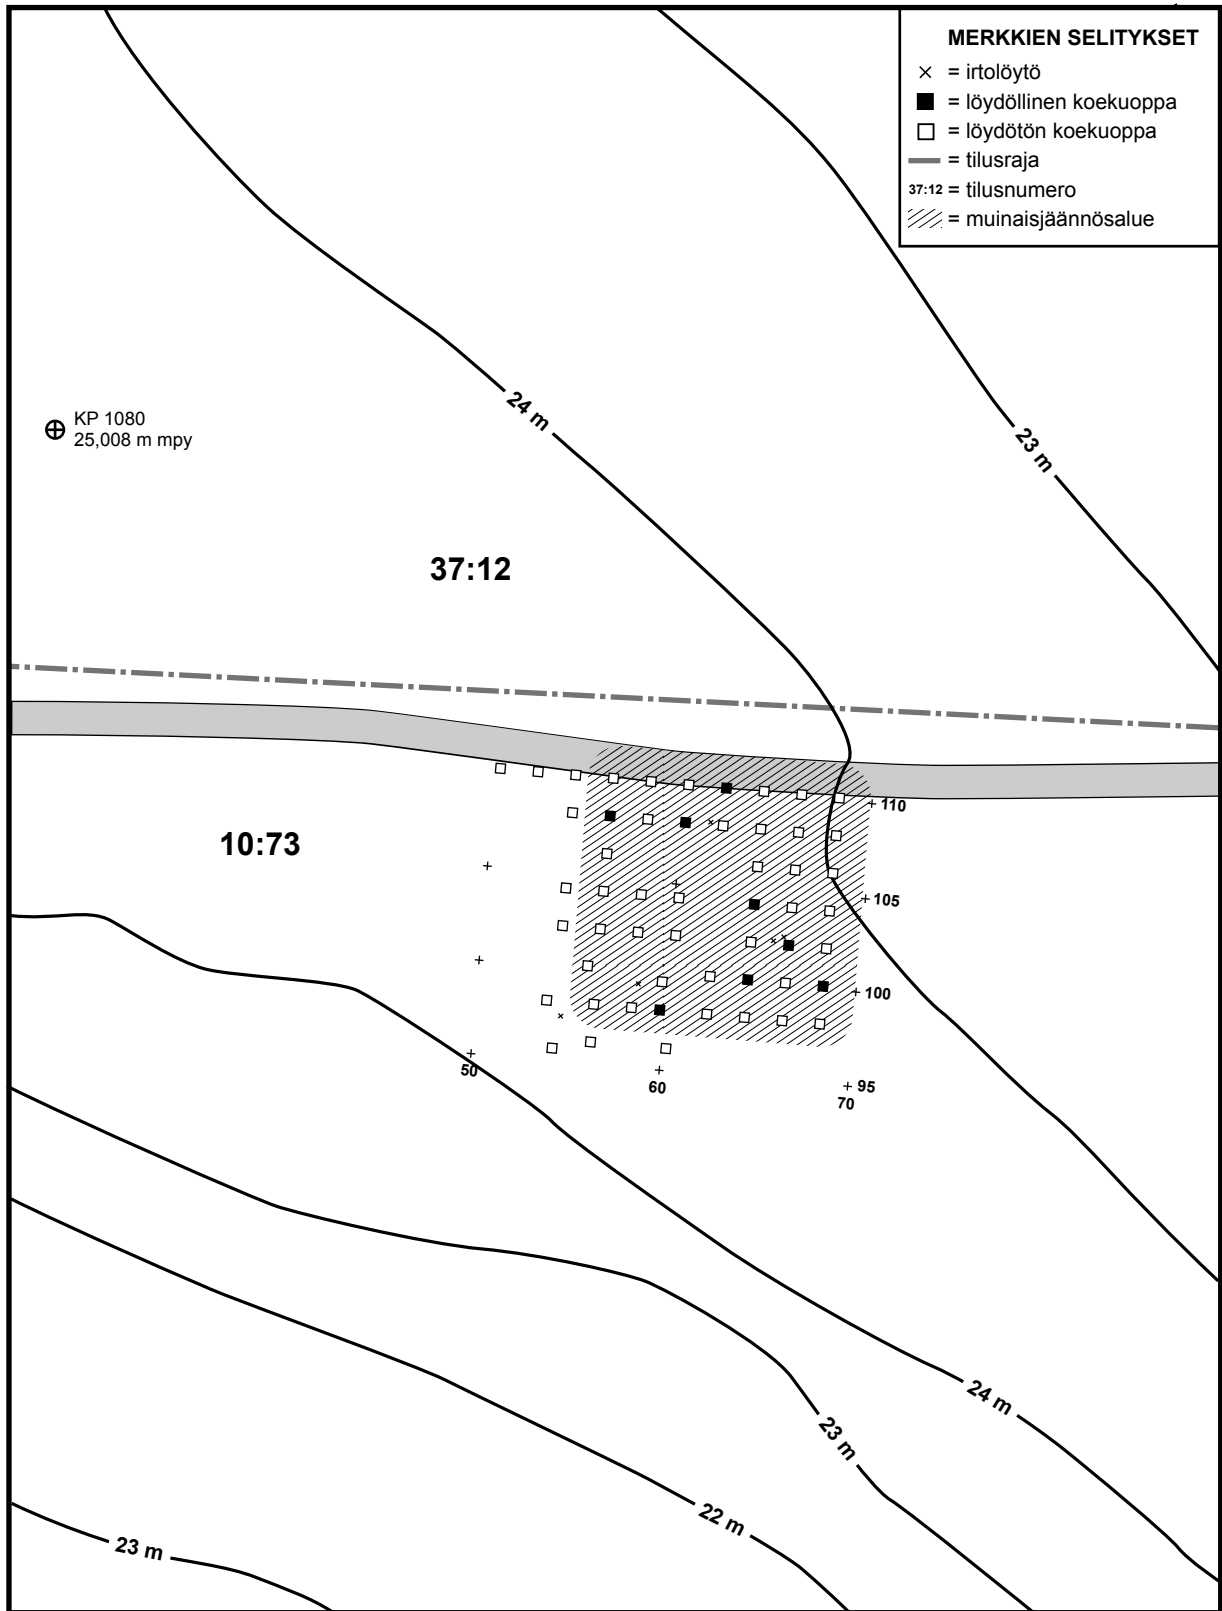 MERKKIEN SELITYKSET
× = irtolöytö
= löydöllinen koekuoppa
= löydötön koekuoppa
= tilusraja
37:12 = tilusnumero
= muinaisjäännösalue
24 m
23 m
KP 1080
25,008 m mpy
37:12
10:73
110
105
100
50
60
95
70
24 m
23 m
22 m
23 m